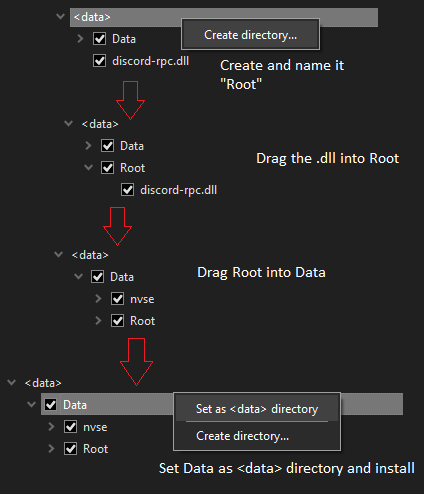 <data>
Data
Create directory...
discord-rpc.dll
Create and name it
"Root"
<data>
Data
Root
Drag the .dll into Root
discord-rpc.dll
<data>
Data
Drag Root into Data
nvse
Root
<data>
Data
Set as <data> directory
nvse
Create directory...
Root
Set Data as <data> directory and install